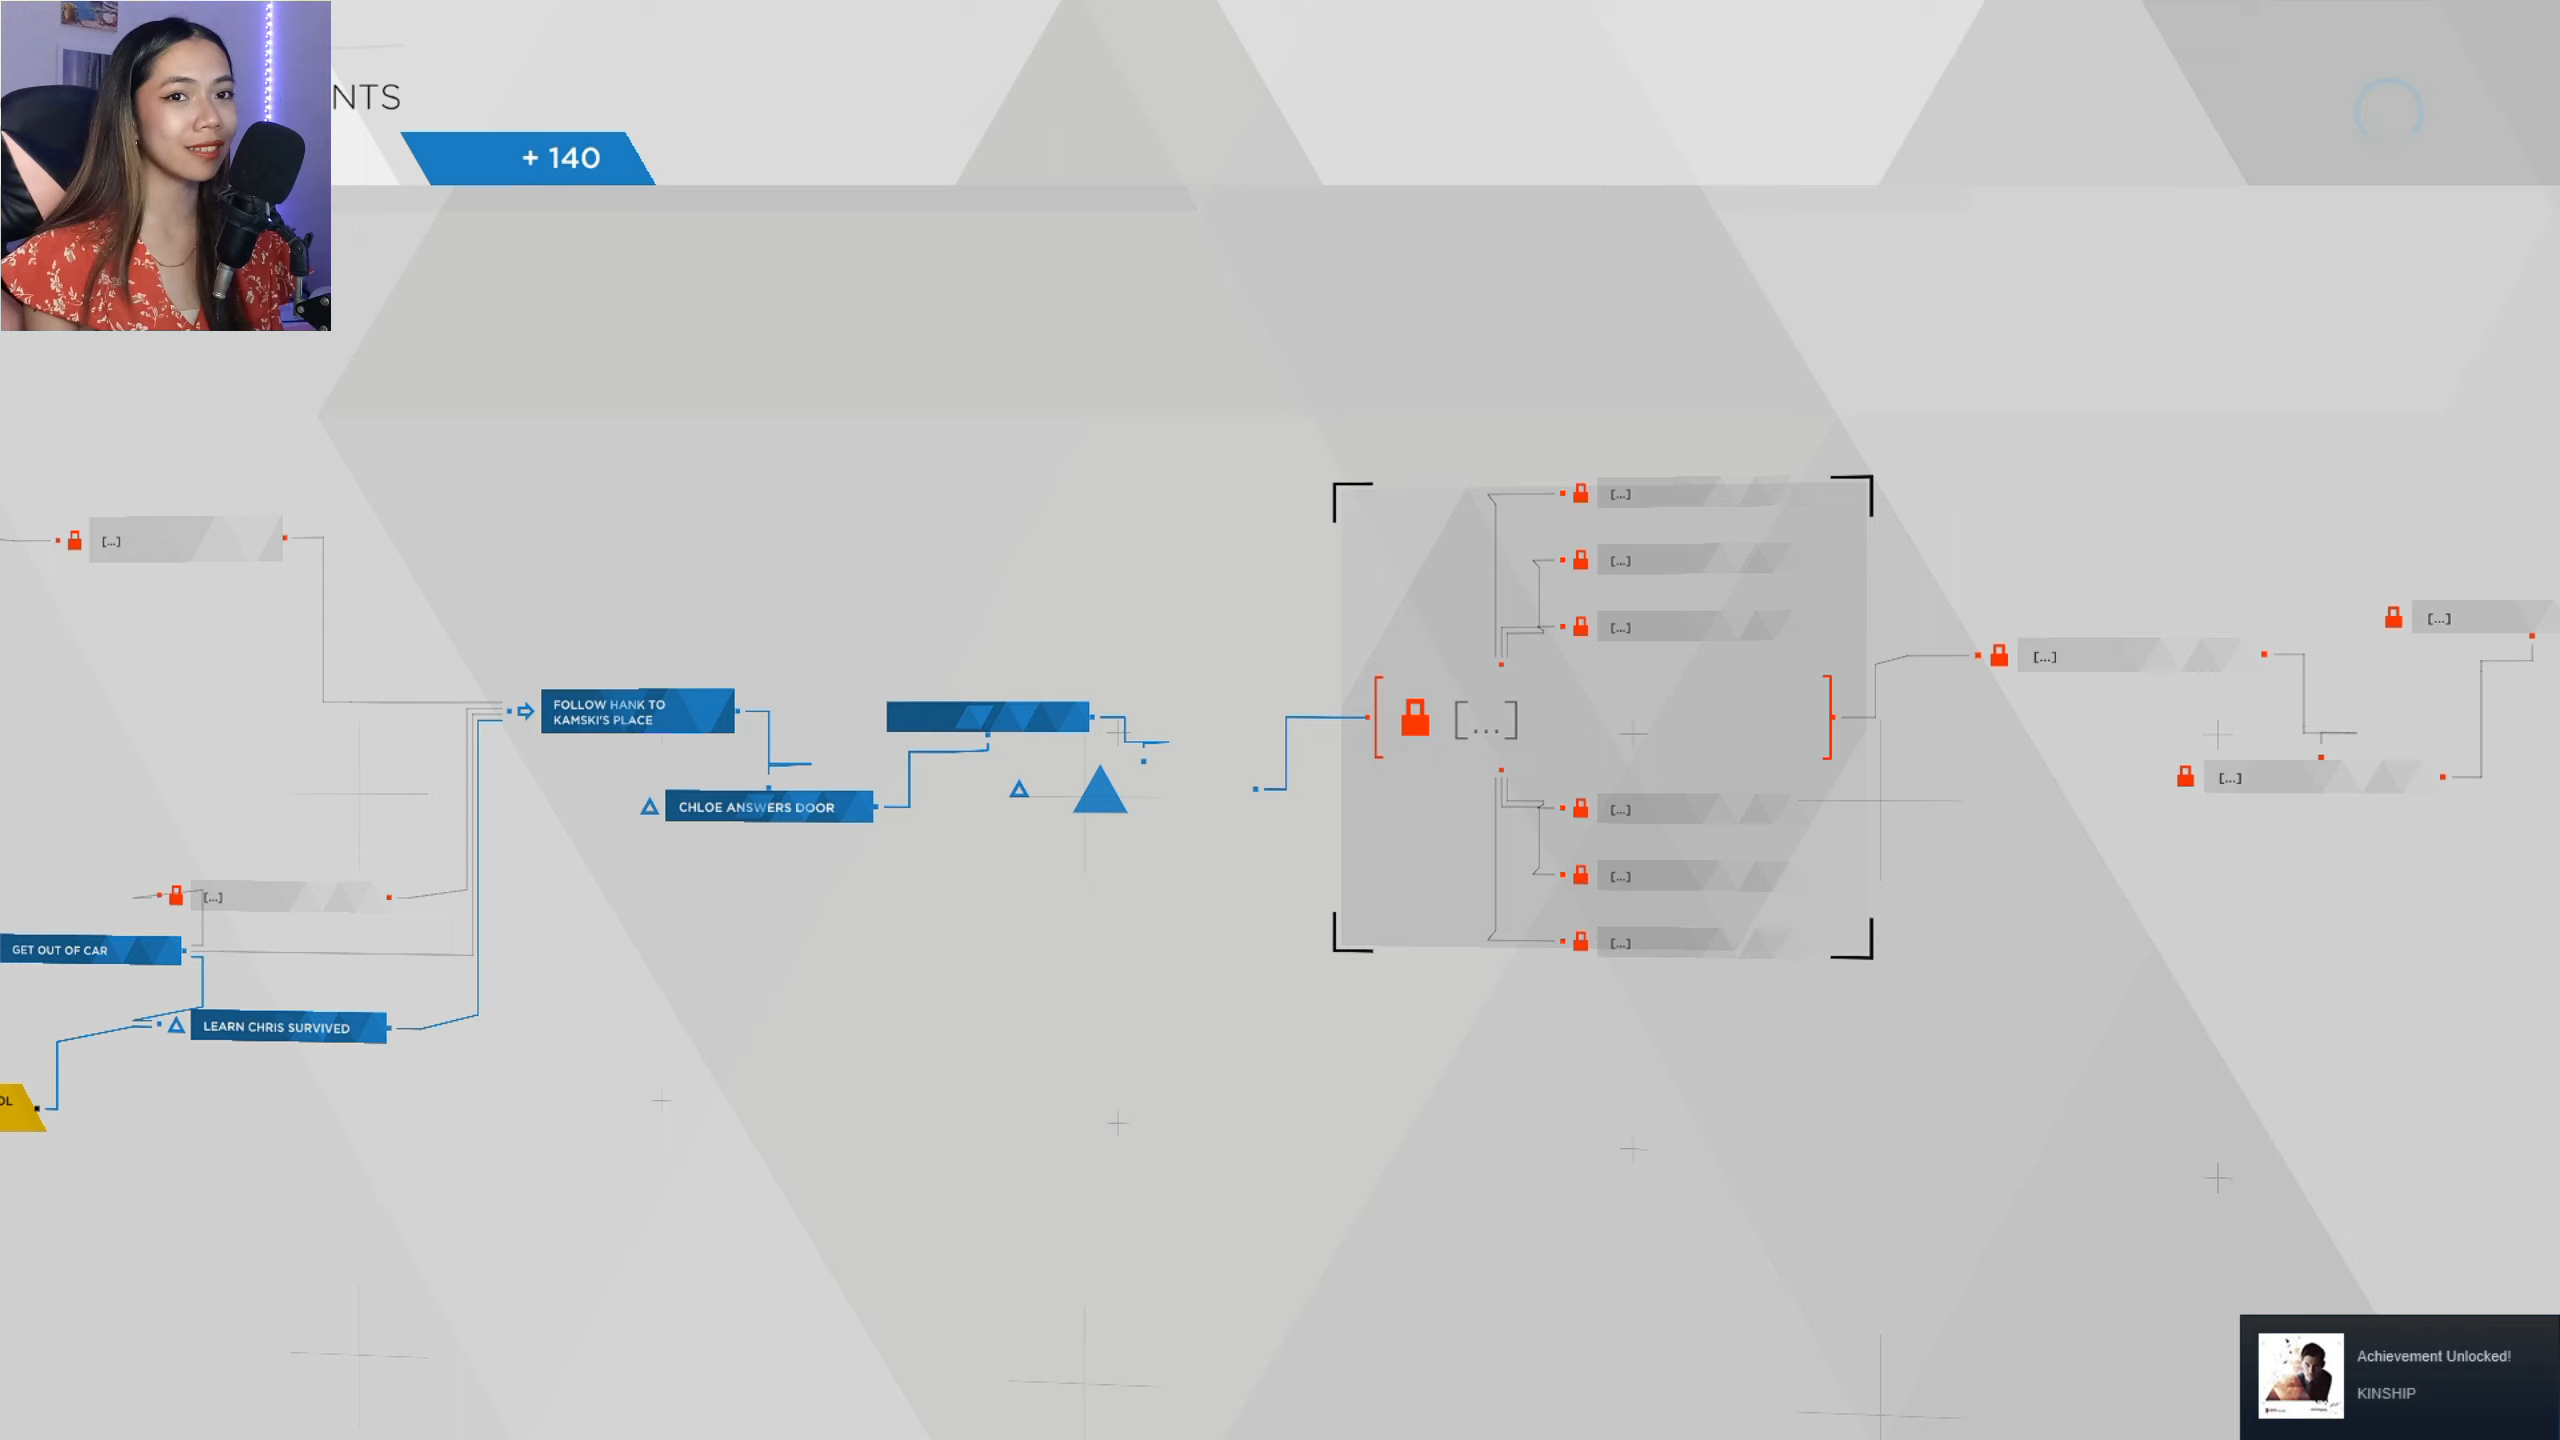 NTS
+ 140
[...]
[...]
[...]
[...]
[...]
[...]
FOLLOW HANK TO
KAMSKI'S PLACE
[...]
CHLOE ANSWERS DOOR
[...]
[...]
[...]
[...]
[...]
GET OUT OF CAR
[...]
LEARN CHRIS SURVIVED
OL
Achievement Unlocked!
KINSHIP